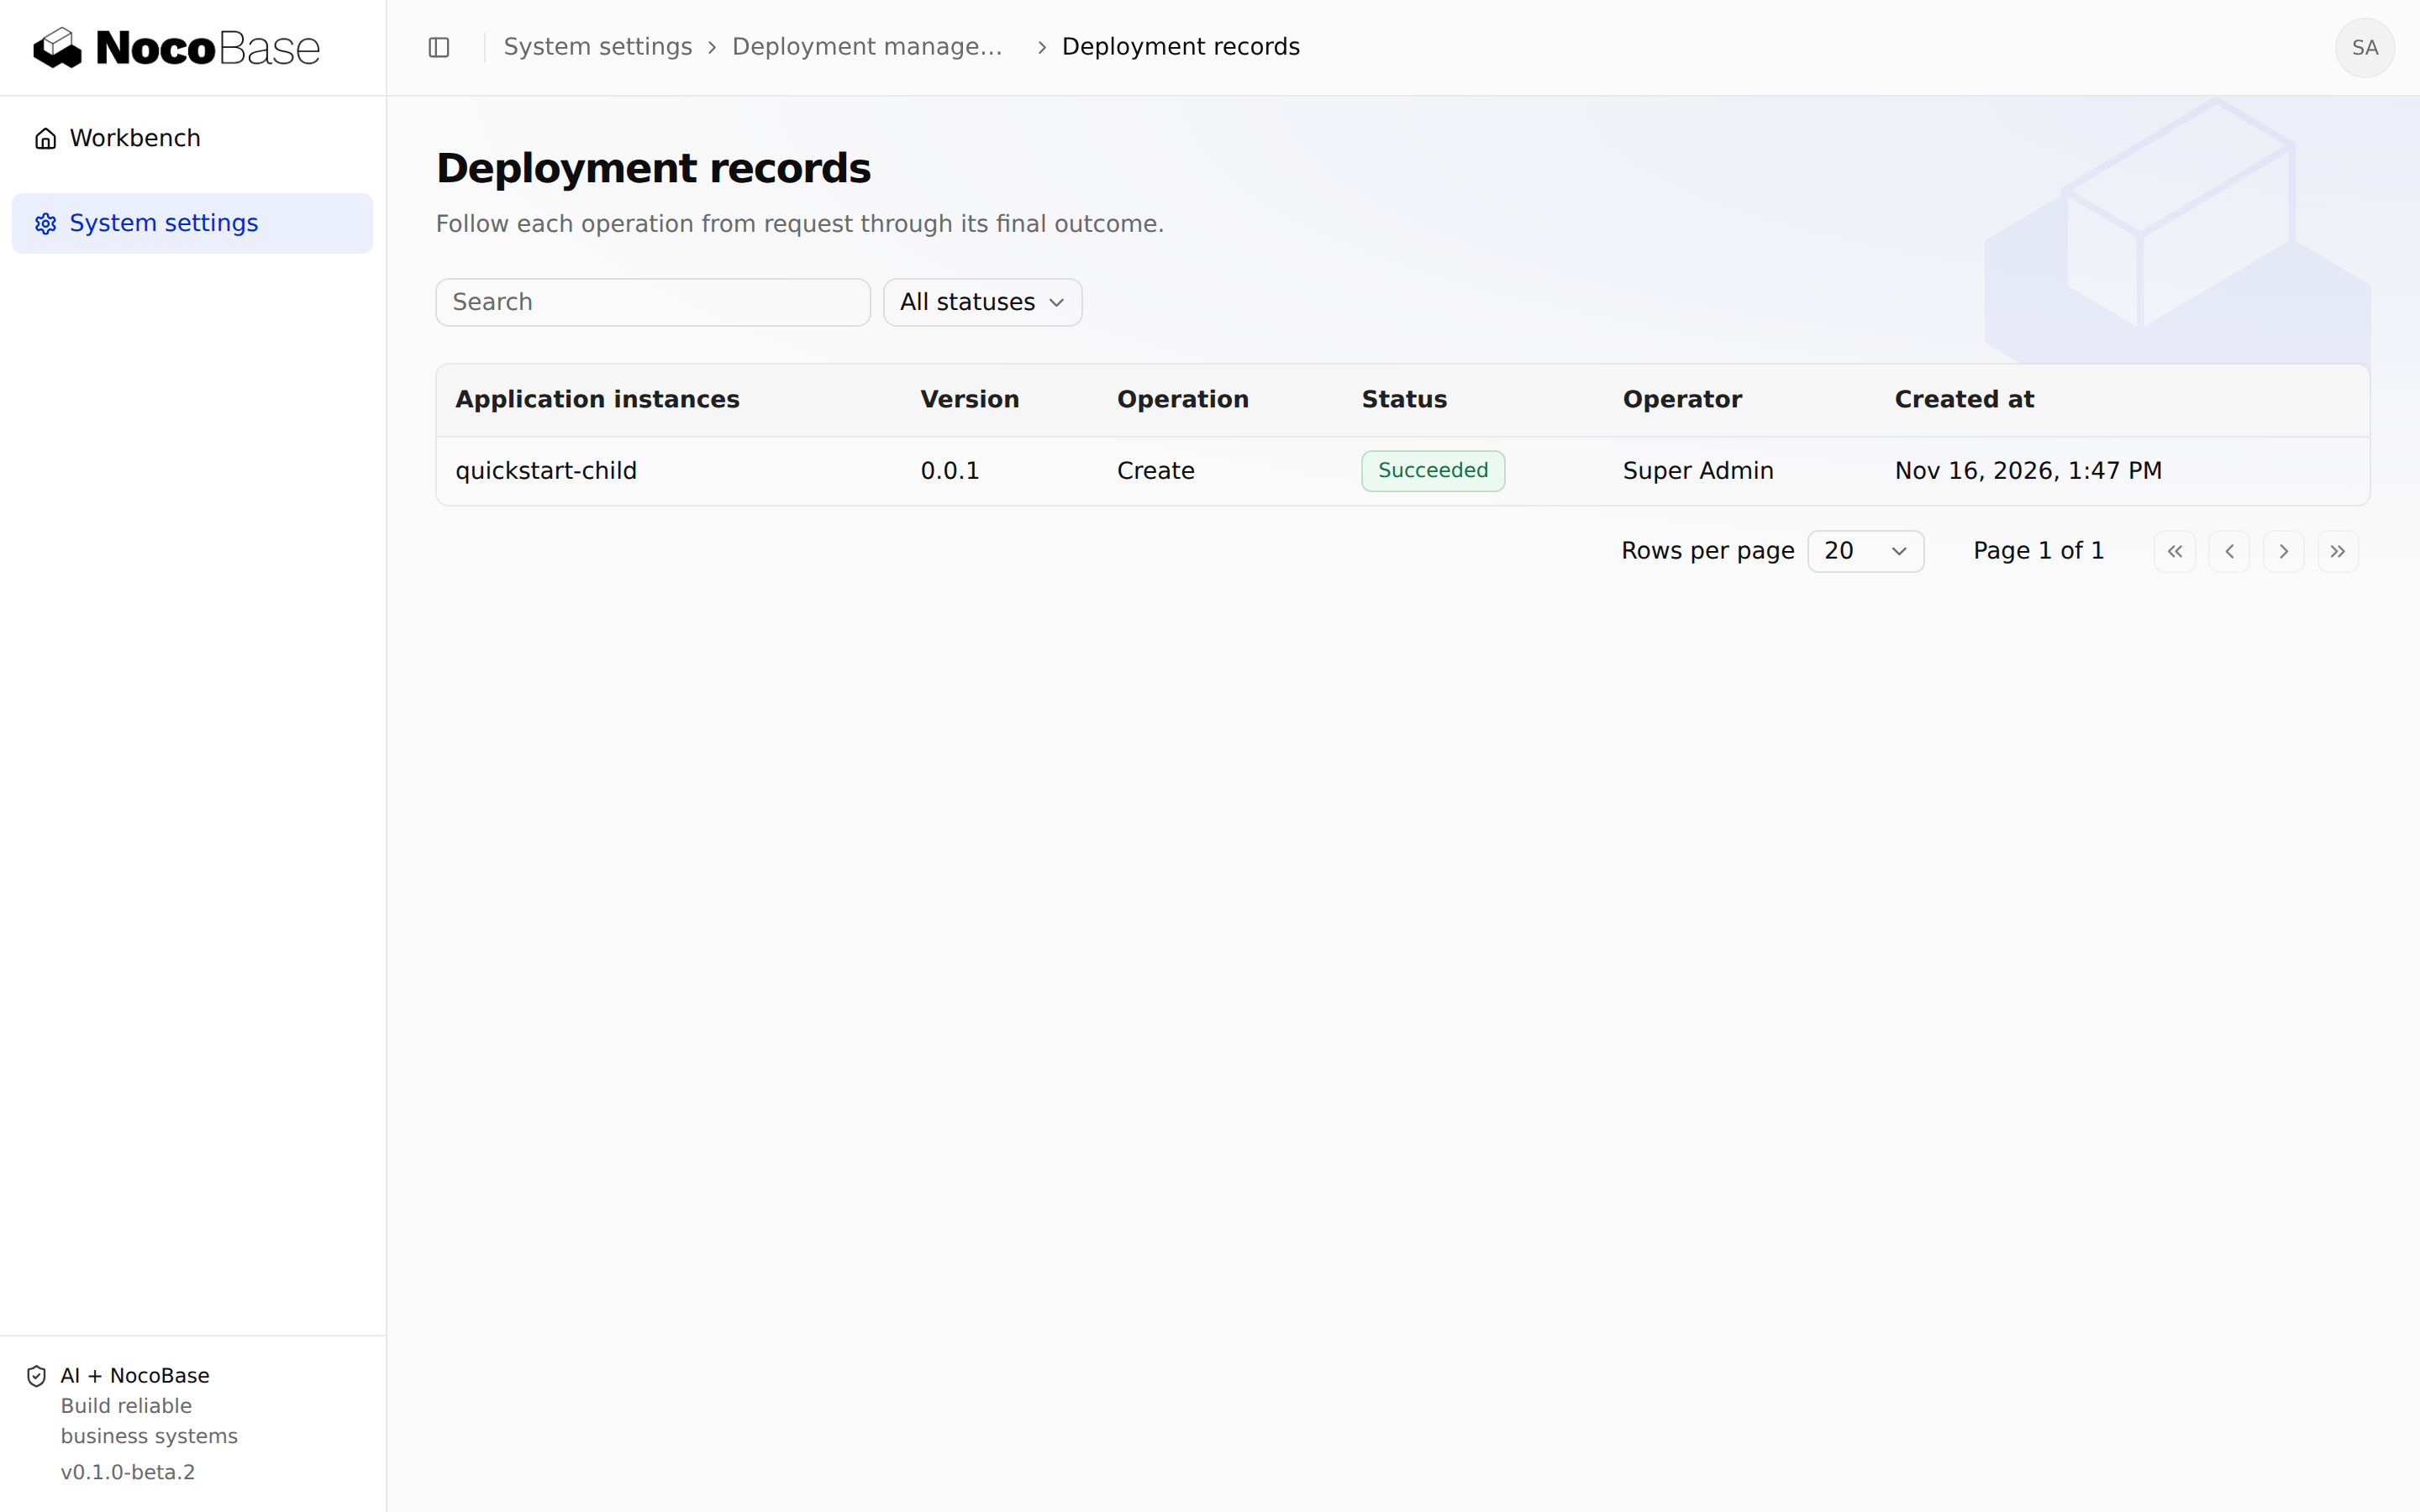 NocoBase
System settings > Deployment manage... > Deployment records
SA
Workbench
System settings
Deployment records
Follow each operation from request through its final outcome.
Search
All statuses
Application instances Version Operation Status Operator Created at
quickstart-child 0.0.1 Create Succeeded Super Admin Nov 16, 2026, 1:47 PM
Rows per page 20 Page 1 of 1
AI + NocoBase
Build reliable
business systems
v0.1.0-beta.2